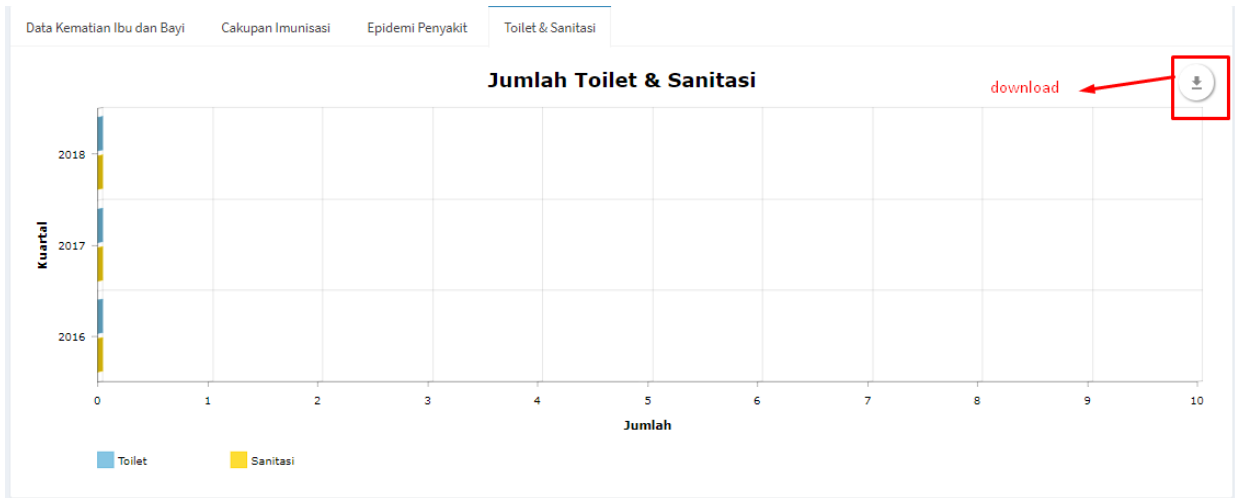 Data Kematian Ibu dan Bayi Cakupan Imunisasi Epidemi Penyakit Toilet & Sanitasi
Jumlah Toilet & Sanitasi
download
Kuartal
2018
2017
2016
0 1 2 3 4 5 6 7 8 9 10
Jumlah
Toilet Sanitasi